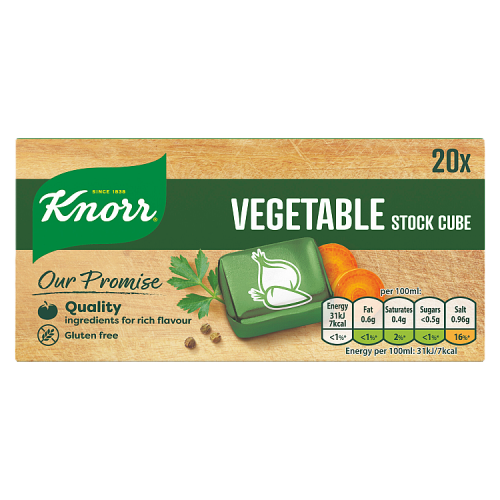 20x
SINCE 1838
Knorr
VEGETABLE STOCK CUBE
Our Promise
Quality
ingredients for rich flavour
Gluten free
per 100ml:
Energy 31kJ 7kcal <1%*
Fat 0.6g <1%*
Saturates 0.4g 2%*
Sugars <0.5g <1%*
Salt 0.96g 16%*
Energy per 100ml: 31kJ/7kcal